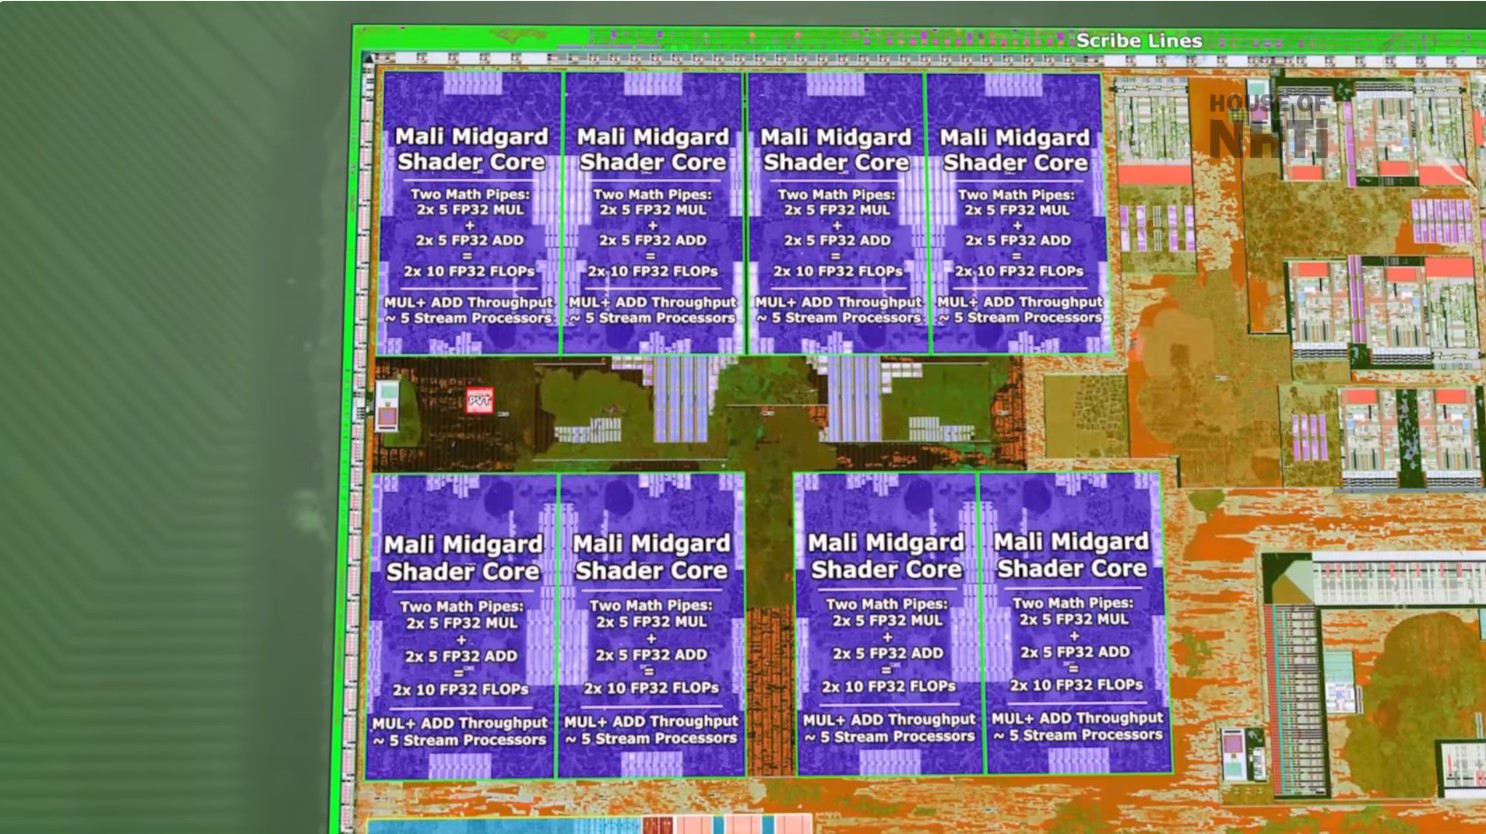 Scribe Lines
HOUSE OF
NHTi
Mali Midgard
Shader Core
Two Math Pipes:
2x 5 FP32 MUL
+
2x 5 FP32 ADD
=
2x 10 FP32 FLOPs
MUL+ ADD Throughput
~ 5 Stream Processors
Mali Midgard
Shader Core
Two Math Pipes:
2x 5 FP32 MUL
+
2x 5 FP32 ADD
=
2x 10 FP32 FLOPs
MUL+ ADD Throughput
~ 5 Stream Processors
Mali Midgard
Shader Core
Two Math Pipes:
2x 5 FP32 MUL
+
2x 5 FP32 ADD
=
2x 10 FP32 FLOPs
MUL+ ADD Throughput
~ 5 Stream Processors
Mali Midgard
Shader Core
Two Math Pipes:
2x 5 FP32 MUL
+
2x 5 FP32 ADD
=
2x 10 FP32 FLOPs
MUL+ ADD Throughput
~ 5 Stream Processors
PVT
Mali Midgard
Shader Core
Two Math Pipes:
2x 5 FP32 MUL
+
2x 5 FP32 ADD
=
2x 10 FP32 FLOPs
MUL+ ADD Throughput
~ 5 Stream Processors
Mali Midgard
Shader Core
Two Math Pipes:
2x 5 FP32 MUL
+
2x 5 FP32 ADD
=
2x 10 FP32 FLOPs
MUL+ ADD Throughput
~ 5 Stream Processors
Mali Midgard
Shader Core
Two Math Pipes:
2x 5 FP32 MUL
+
2x 5 FP32 ADD
=
2x 10 FP32 FLOPs
MUL+ ADD Throughput
~ 5 Stream Processors
Mali Midgard
Shader Core
Two Math Pipes:
2x 5 FP32 MUL
+
2x 5 FP32 ADD
=
2x 10 FP32 FLOPs
MUL+ ADD Throughput
~ 5 Stream Processors